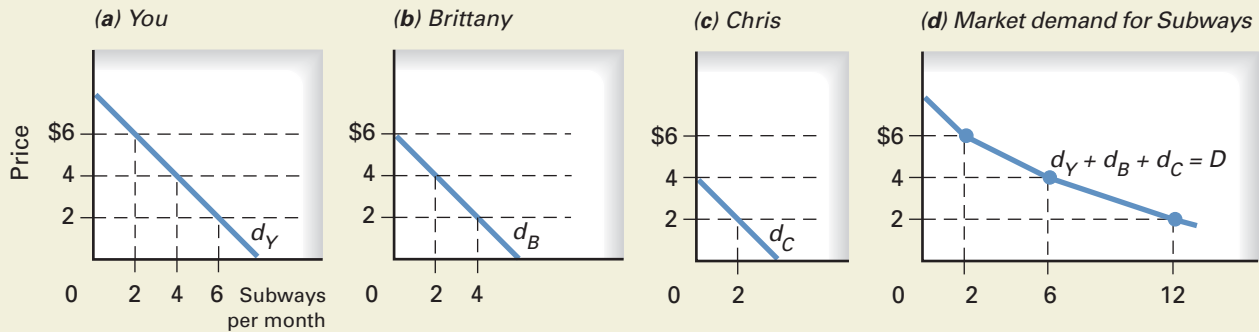 (a) You
Price
$6
4
2
d_Y
0 2 4 6 Subways
per month
(b) Brittany
$6
4
2
d_B
0 2 4
(c) Chris
$6
4
2
d_C
0 2
(d) Market demand for Subways
$6
4
2
d_Y + d_B + d_C = D
0 2 6 12